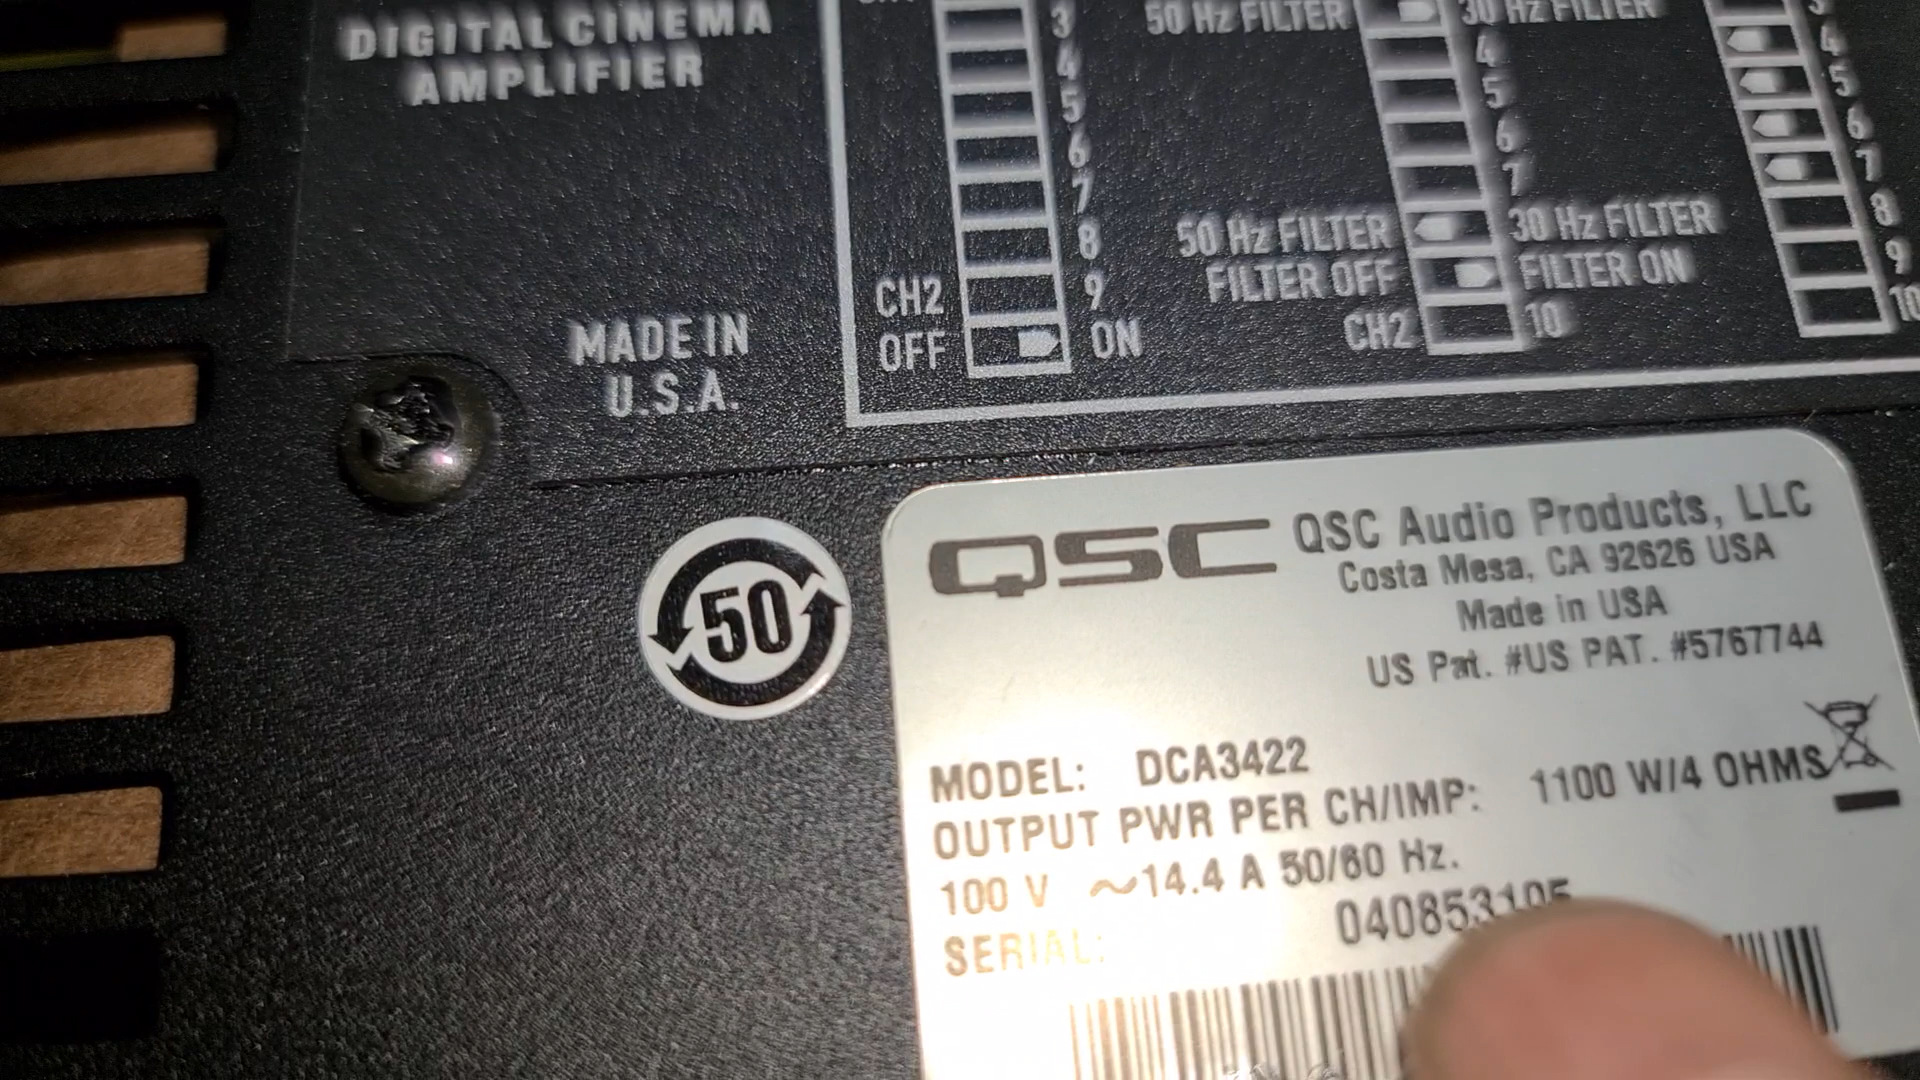 DIGITAL CINEMA
AMPLIFIER
MADE IN
U.S.A.
3
4
5
6
7
8
CH2 9
OFF ON
50 Hz FILTER 30 Hz FILTER
4
5
6
7
50 Hz FILTER 30 Hz FILTER
FILTER OFF FILTER ON
CH2 10
3
4
5
6
7
8
9
10
50
QSC QSC Audio Products, LLC
Costa Mesa, CA 92626 USA
Made in USA
US Pat. #US PAT. #5767744
MODEL: DCA3422
OUTPUT PWR PER CH/IMP: 1100 W/4 OHMS
100 V ~14.4 A 50/60 Hz.
SERIAL: 040853105